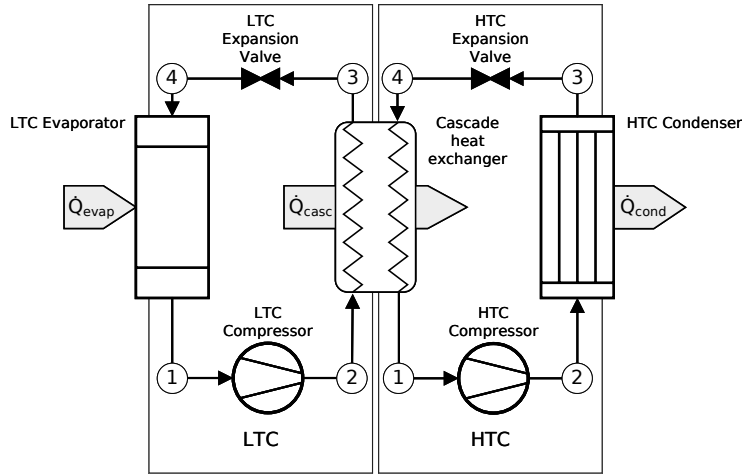 LTC
Expansion
Valve
HTC
Expansion
Valve
4
3
4
3
LTC Evaporator
Cascade
heat
exchanger
HTC Condenser
Q̇evap
Q̇casc
Q̇cond
LTC
Compressor
HTC
Compressor
1
2
1
2
LTC
HTC